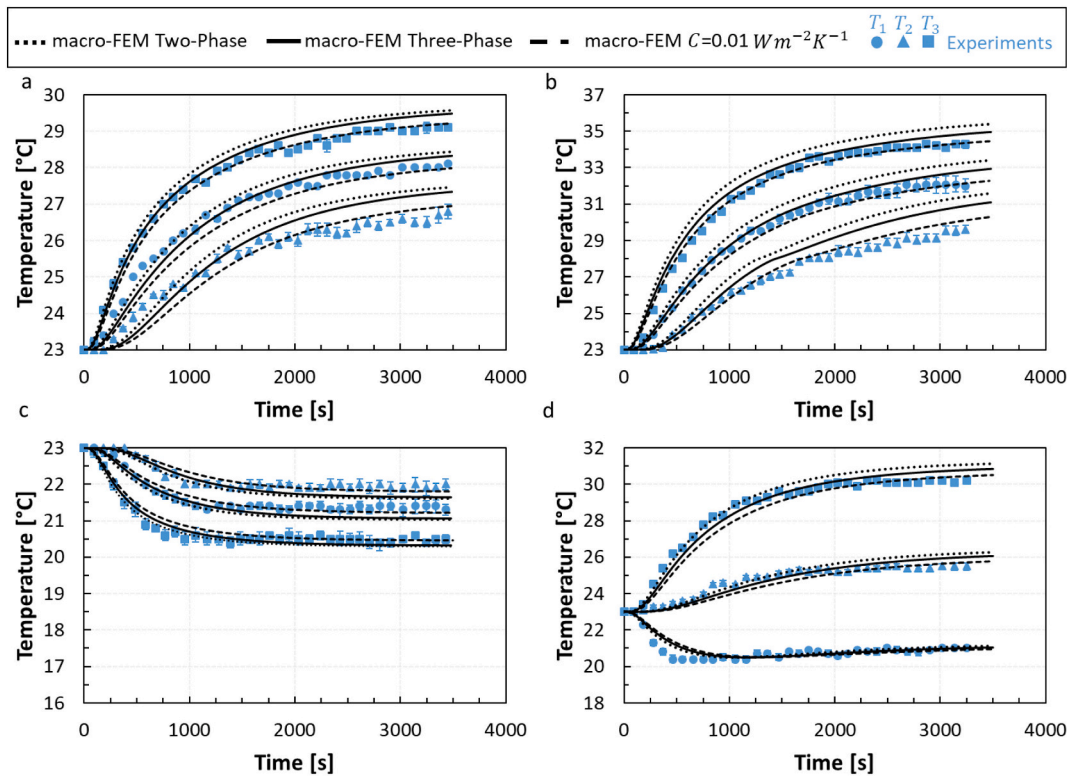 T₁ T₂ T₃
macro-FEM Two-Phase macro-FEM Three-Phase macro-FEM C=0.01 Wm⁻²K⁻¹ Experiments
a b
30
29
28
27
26
25
24
23
Temperature [°C]
0 1000 2000 3000 4000
Time [s]
37
35
33
31
29
27
25
23
Temperature [°C]
0 1000 2000 3000 4000
Time [s]
c d
23
22
21
20
19
18
17
16
Temperature [°C]
0 1000 2000 3000 4000
Time [s]
32
30
28
26
24
22
20
18
Temperature [°C]
0 1000 2000 3000 4000
Time [s]